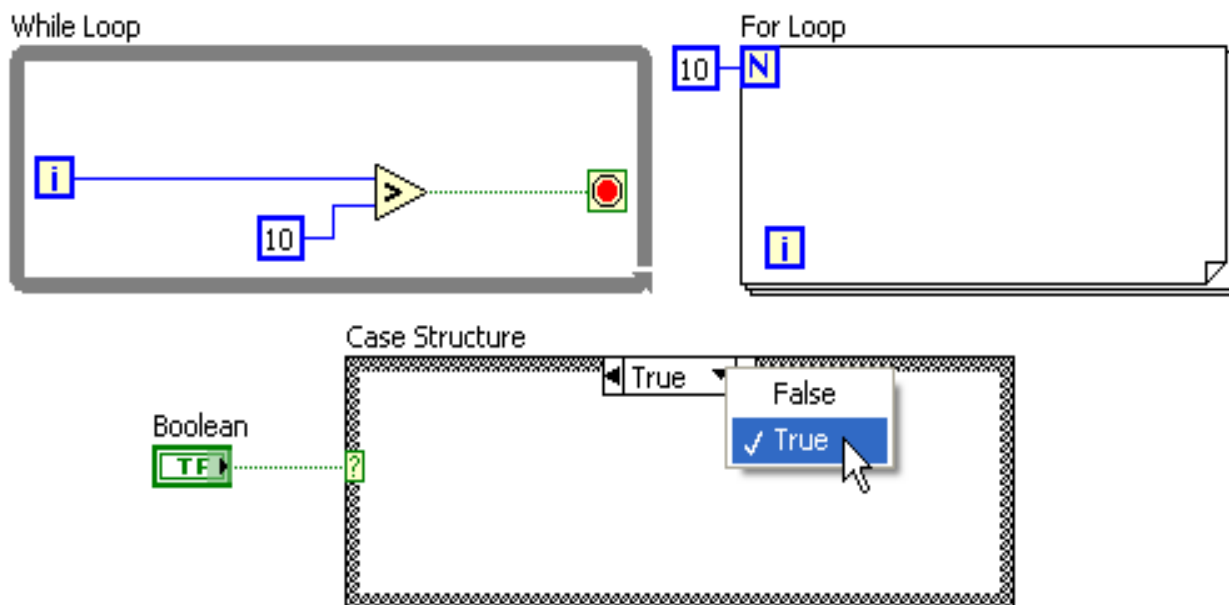 While Loop
For Loop
10
N
i
>
10
i
Case Structure
True
False
True
Boolean
TF
?